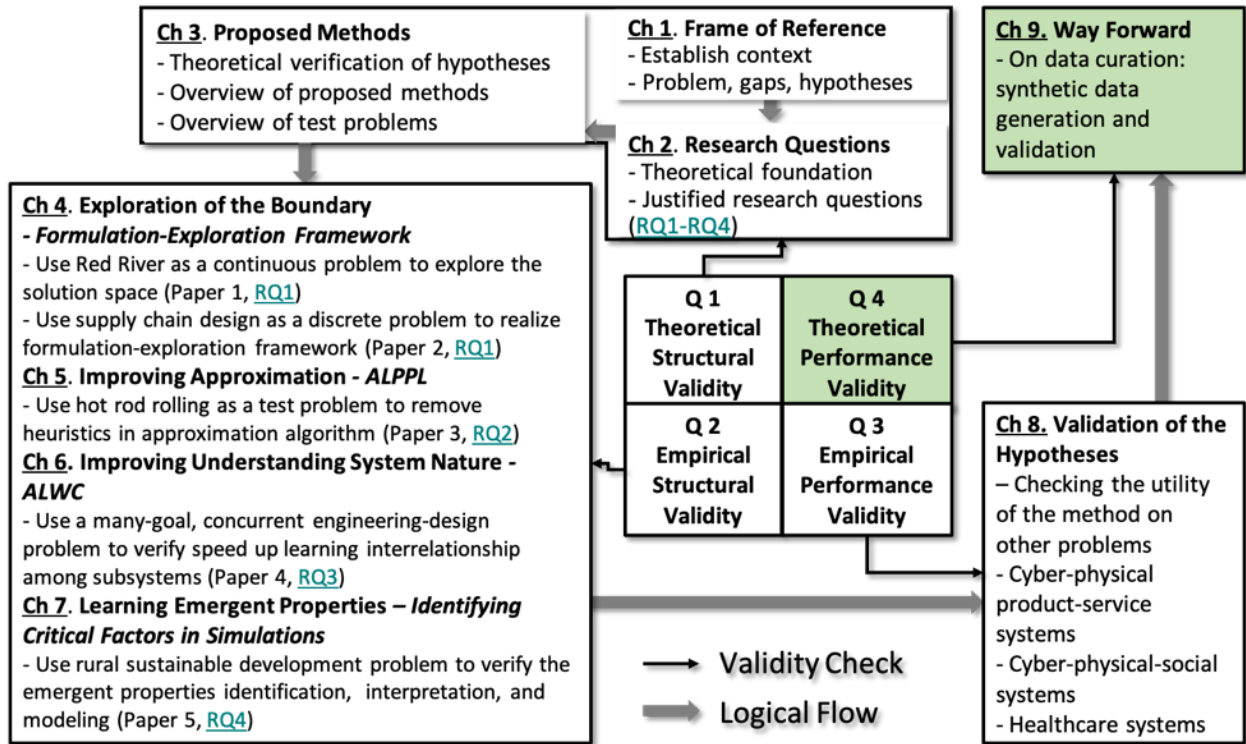 Ch 3. Proposed Methods
- Theoretical verification of hypotheses
- Overview of proposed methods
- Overview of test problems
Ch 1. Frame of Reference
- Establish context
- Problem, gaps, hypotheses
Ch 2. Research Questions
- Theoretical foundation
- Justified research questions
(RQ1-RQ4)
Ch 9. Way Forward
- On data curation:
synthetic data
generation and
validation
Ch 4. Exploration of the Boundary
- Formulation-Exploration Framework
- Use Red River as a continuous problem to explore the
solution space (Paper 1, RQ1)
- Use supply chain design as a discrete problem to realize
formulation-exploration framework (Paper 2, RQ1)
Ch 5. Improving Approximation - ALPPL
- Use hot rod rolling as a test problem to remove
heuristics in approximation algorithm (Paper 3, RQ2)
Ch 6. Improving Understanding System Nature -
ALWC
- Use a many-goal, concurrent engineering-design
problem to verify speed up learning interrelationship
among subsystems (Paper 4, RQ3)
Ch 7. Learning Emergent Properties – Identifying
Critical Factors in Simulations
- Use rural sustainable development problem to verify the
emergent properties identification, interpretation, and
modeling (Paper 5, RQ4)
Q 1
Theoretical
Structural
Validity
Q 4
Theoretical
Performance
Validity
Q 2
Empirical
Structural
Validity
Q 3
Empirical
Performance
Validity
Ch 8. Validation of the
Hypotheses
– Checking the utility
of the method on
other problems
- Cyber-physical
product-service
systems
- Cyber-physical-social
systems
- Healthcare systems
Validity Check
Logical Flow